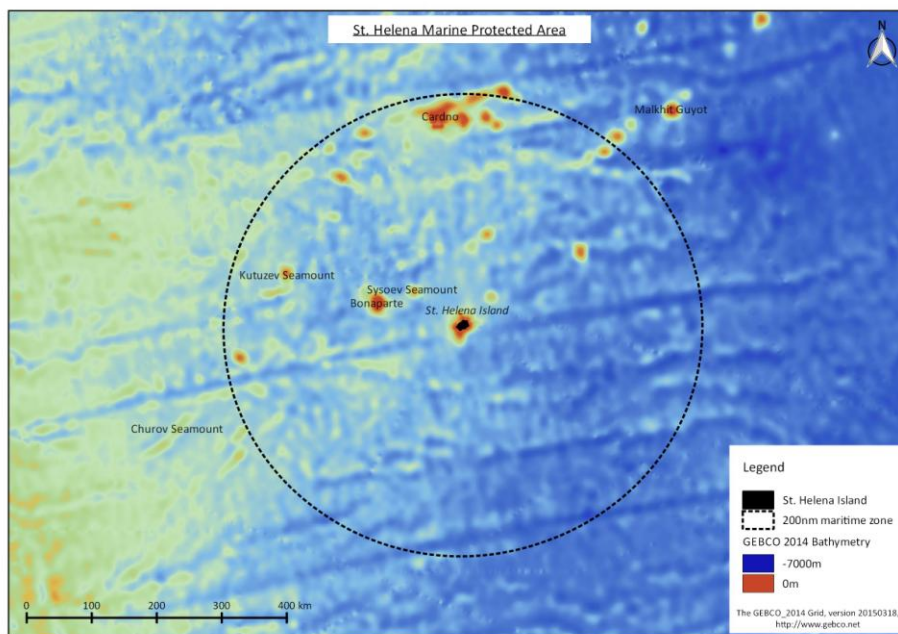 St. Helena Marine Protected Area
N
Cardno
Malkhit Guyot
Kutuzev Seamount
Sysoev Seamount
Bonaparte
St. Helena Island
Churov Seamount
Legend
St. Helena Island
200nm maritime zone
GEBCO 2014 Bathymetry
-7000m
0m
0 100 200 300 400 km
The GEBCO_2014 Grid, version 20150318,
http://www.gebco.net